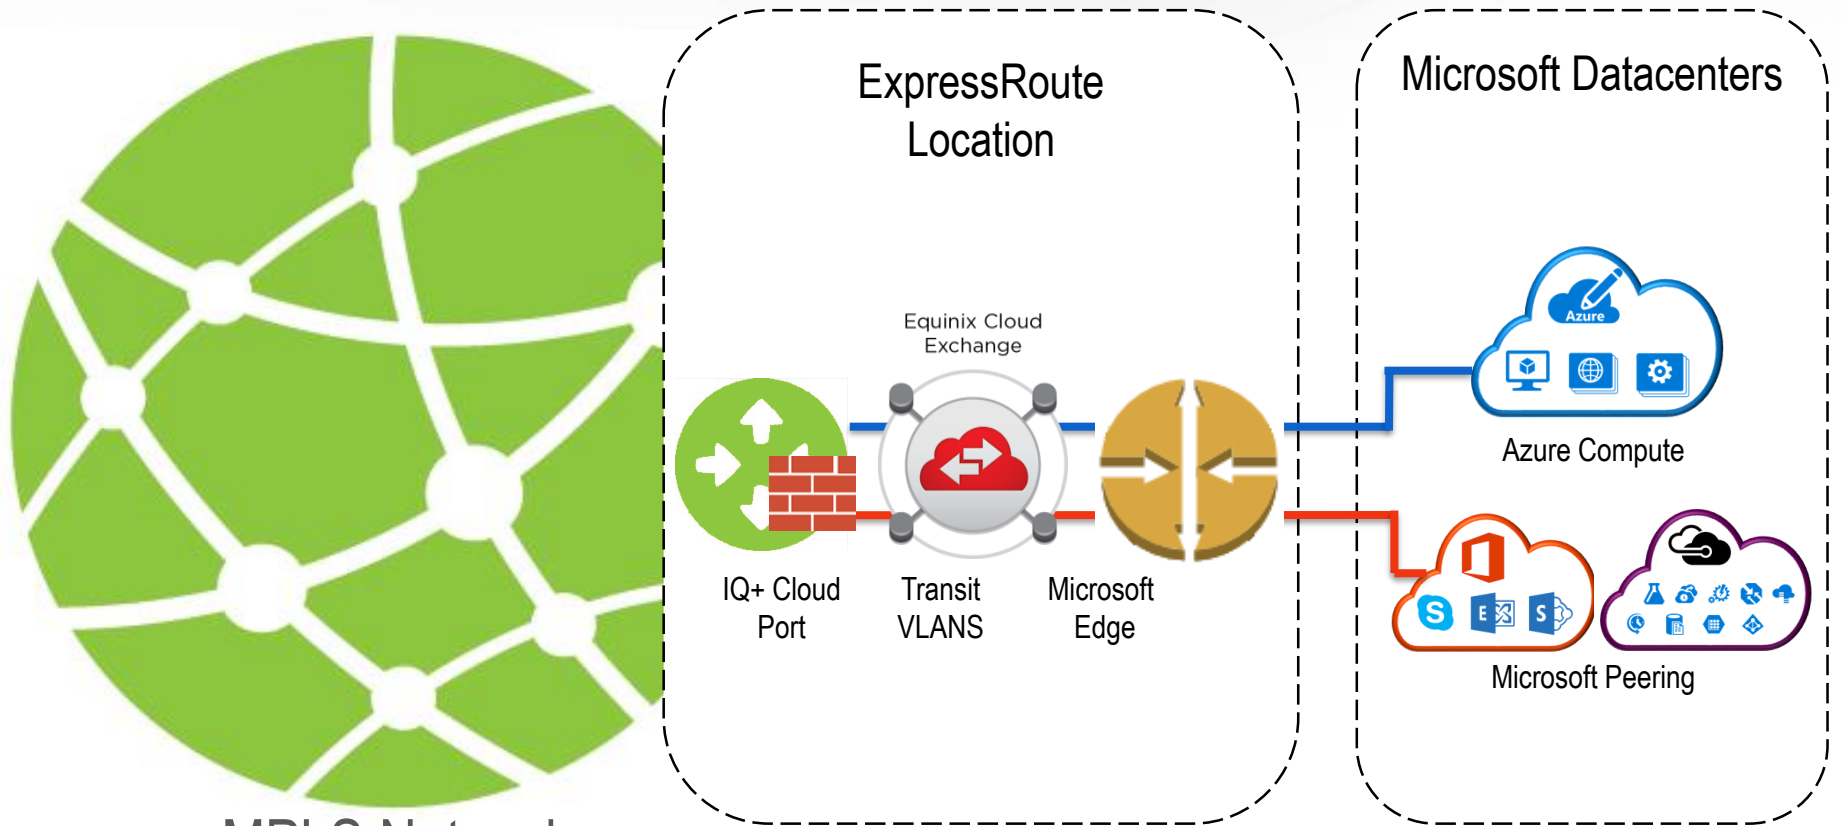 ExpressRoute
Location
Microsoft Datacenters
Equinix Cloud
Exchange
Azure
Azure Compute
IQ+ Cloud
Port
Transit
VLANS
Microsoft
Edge
S
E
S
Microsoft Peering